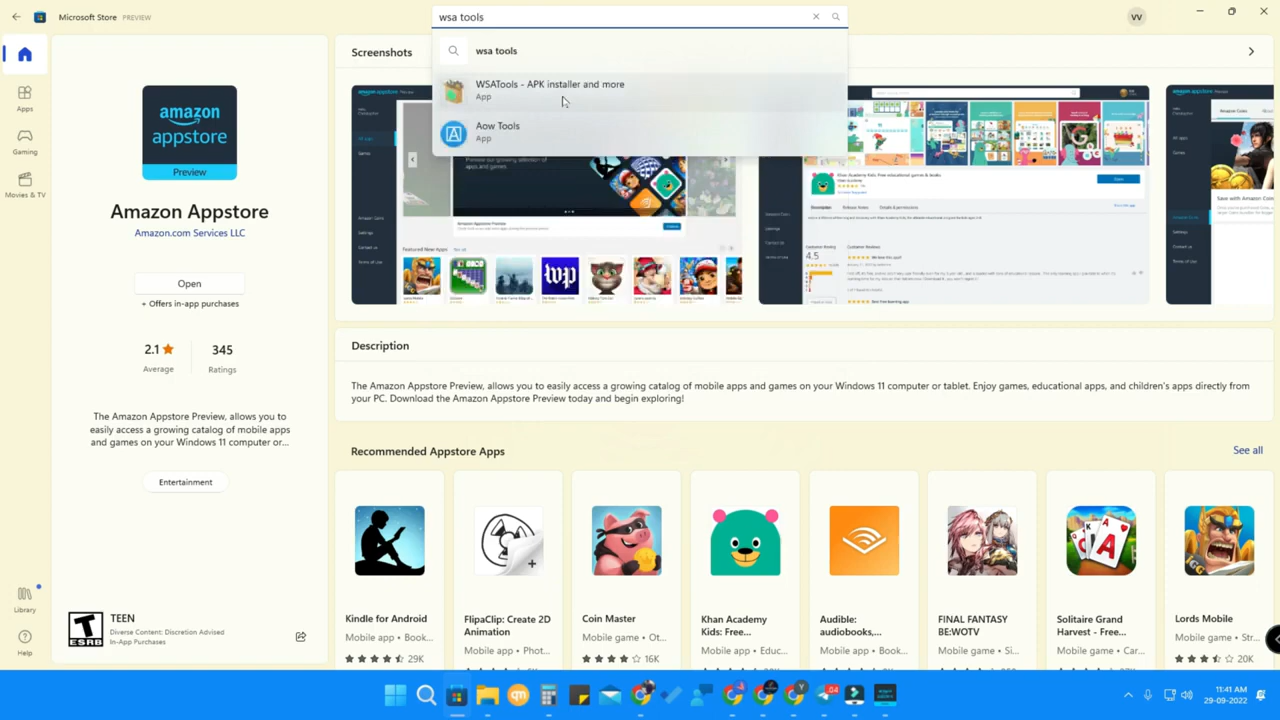 Microsoft Store PREVIEW
wsa tools
VV
wsa tools
WSATools - APK installer and more
App
Aow Tools
App
Apps
Gaming
Movies & TV
Library
Help
amazon
appstore
Preview
Amazon Appstore
Amazon.com Services LLC
Open
+ Offers in-app purchases
2.1
345
Average
Ratings
The Amazon Appstore Preview, allows you to
easily access a growing catalog of mobile apps
and games on your Windows 11 computer or...
Entertainment
TEEN
Diverse Content: Discretion Advised
In-App Purchases
Screenshots
4.5
Description
The Amazon Appstore Preview, allows you to easily access a growing catalog of mobile apps and games on your Windows 11 computer or tablet. Enjoy games, educational apps, and children's apps directly from
your PC. Download the Amazon Appstore Preview today and begin exploring!
Recommended Appstore Apps
See all
Kindle for Android
Mobile app • Book...
29K
FlipaClip: Create 2D
Animation
Mobile app • Phot...
Coin Master
Mobile game • Ot...
16K
Khan Academy
Kids: Free...
Mobile app • Educ...
Audible:
audiobooks,...
Mobile app • Book...
FINAL FANTASY
BE:WOTV
Mobile game • Si...
Solitaire Grand
Harvest - Free...
Mobile game • Car...
Lords Mobile
Mobile game • Str...
20K
11:41 AM
29-09-2022